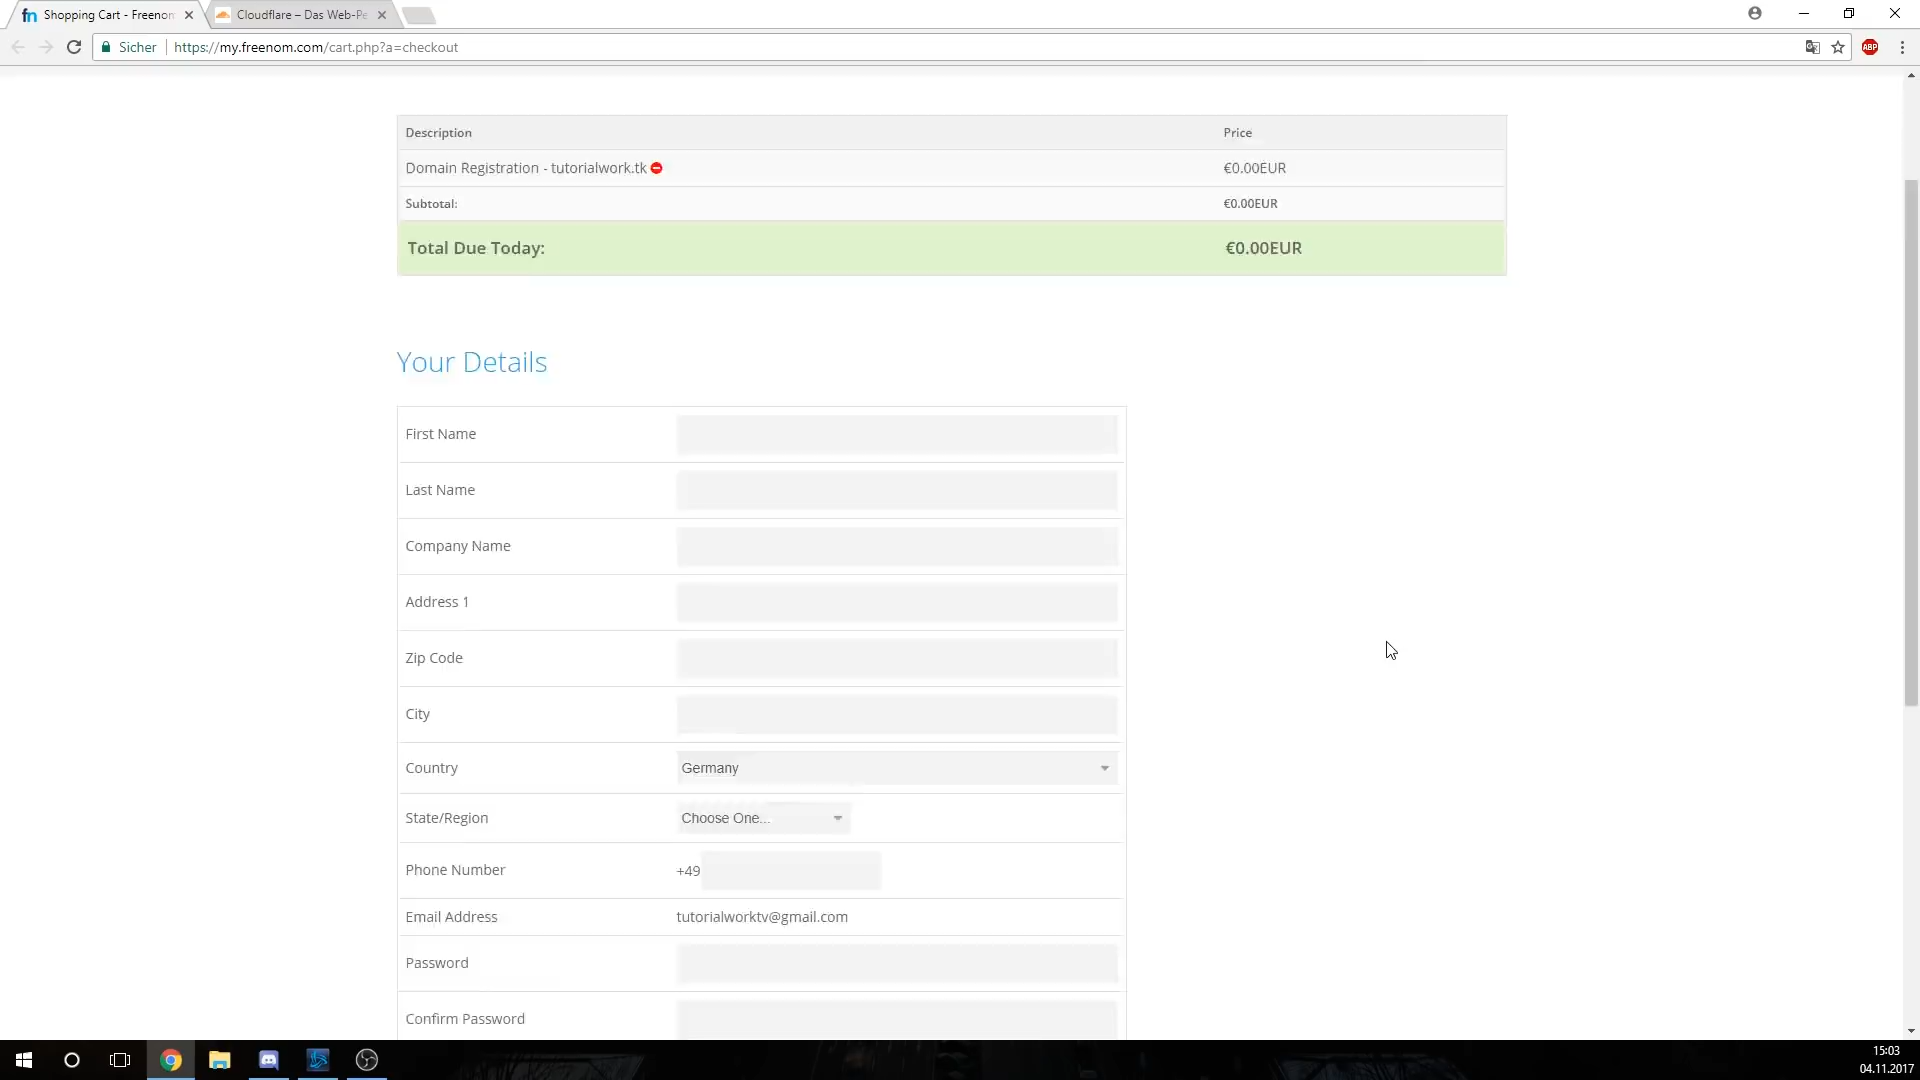 Shopping Cart - Freenom
Cloudflare – Das Web-Pe
Sicher
https://my.freenom.com/cart.php?a=checkout
ABP
Description Price
Domain Registration - tutorialwork.tk €0.00EUR
Subtotal: €0.00EUR
Total Due Today: €0.00EUR
Your Details
First Name
Last Name
Company Name
Address 1
Zip Code
City
Country Germany
State/Region Choose One...
Phone Number +49
Email Address tutorialworktv@gmail.com
Password
Confirm Password
15:03
04.11.2017